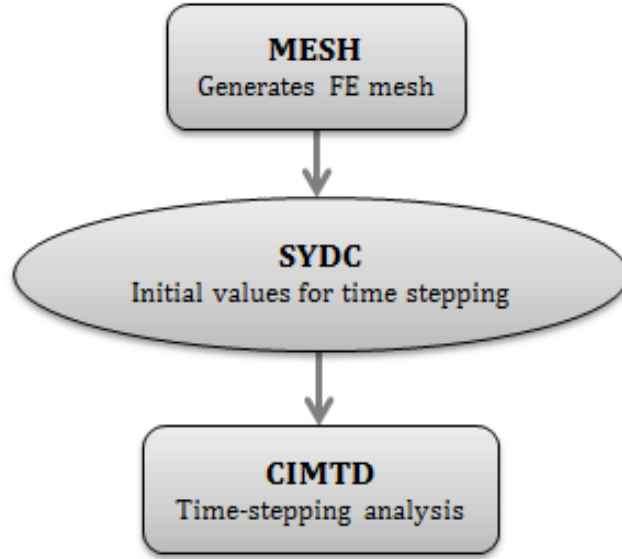 MESH
Generates FE mesh
SYDC
Initial values for time stepping
CIMTD
Time-stepping analysis